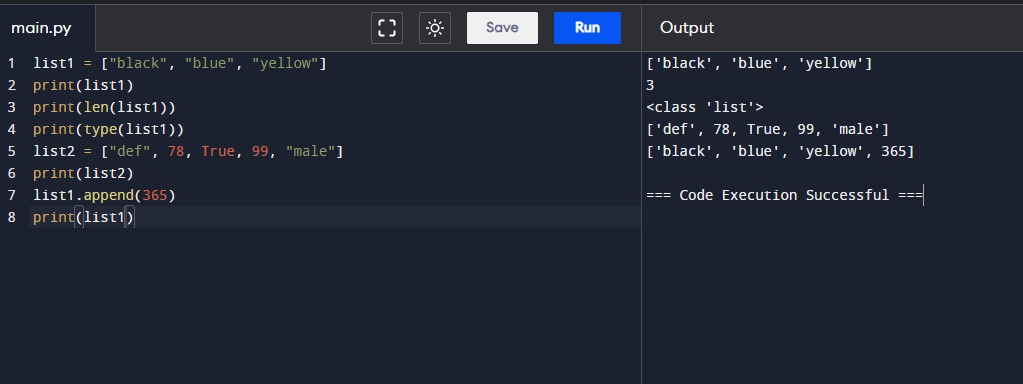 main.py
Save
Run
Output
1 list1 = ["black", "blue", "yellow"]
2 print(list1)
3 print(len(list1))
4 print(type(list1))
5 list2 = ["def", 78, True, 99, "male"]
6 print(list2)
7 list1.append(365)
8 print(list1)
['black', 'blue', 'yellow']
3
<class 'list'>
['def', 78, True, 99, 'male']
['black', 'blue', 'yellow', 365]
=== Code Execution Successful ===